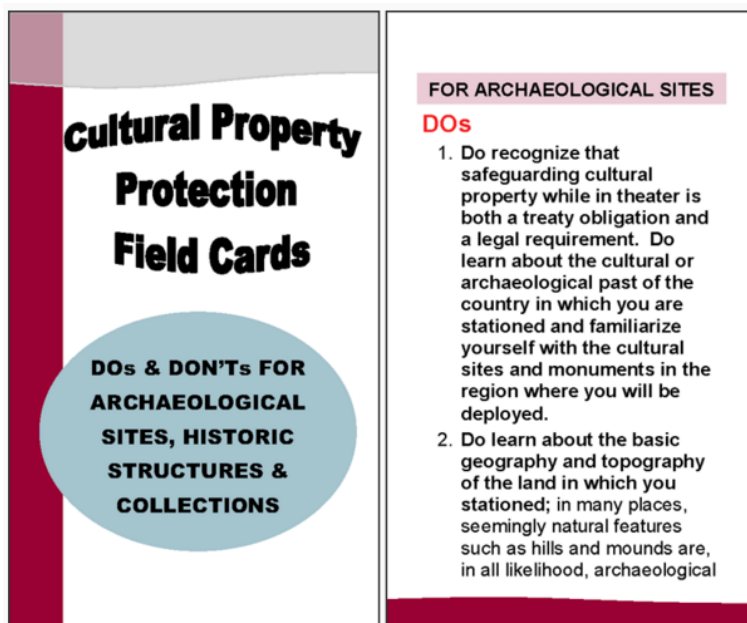 Cultural Property
Protection
Field Cards
DOs & DON'Ts FOR
ARCHAEOLOGICAL
SITES, HISTORIC
STRUCTURES &
COLLECTIONS
FOR ARCHAEOLOGICAL SITES
DOs
1. Do recognize that
safeguarding cultural
property while in theater is
both a treaty obligation and
a legal requirement.  Do
learn about the cultural or
archaeological past of the
country in which you are
stationed and familiarize
yourself with the cultural
sites and monuments in the
region where you will be
deployed.
2. Do learn about the basic
geography and topography
of the land in which you
stationed; in many places,
seemingly natural features
such as hills and mounds are,
in all likelihood, archaeological